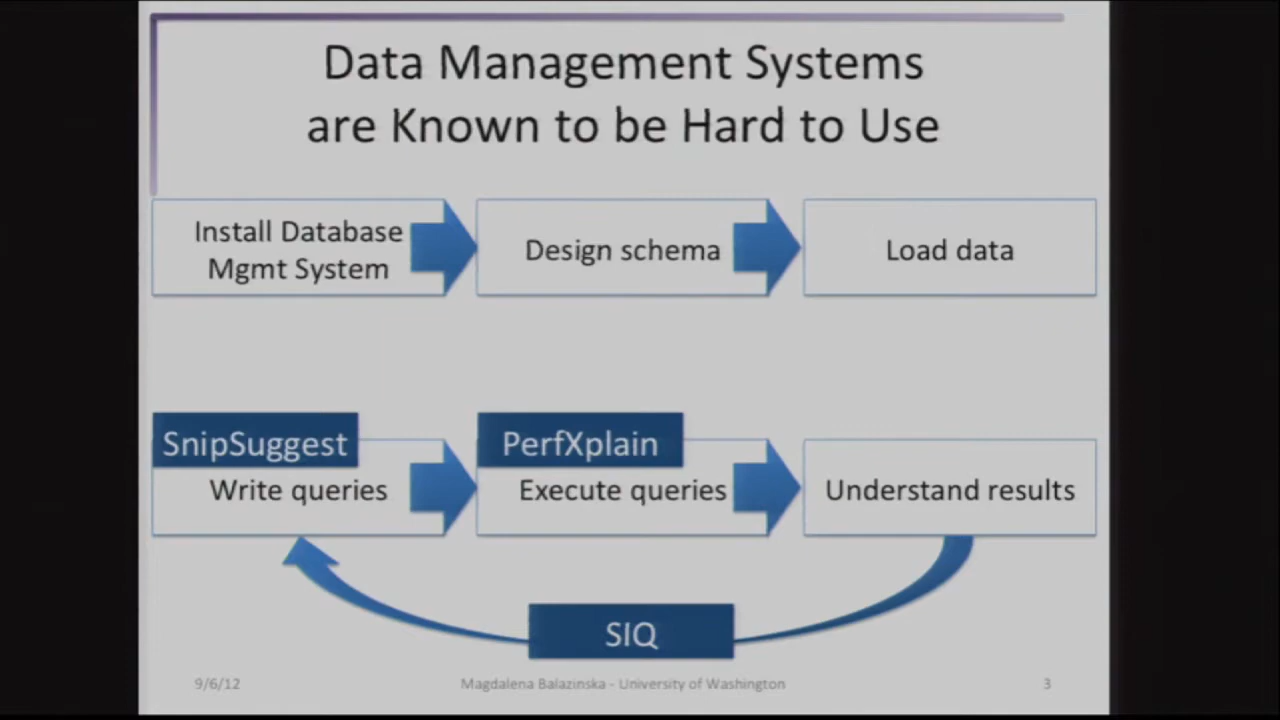 Data Management Systems
are Known to be Hard to Use
Install Database
Mgmt System
Design schema
Load data
SnipSuggest
Write queries
PerfXplain
Execute queries
Understand results
SIQ
9/6/12
Magdalena Balazinska - University of Washington
3